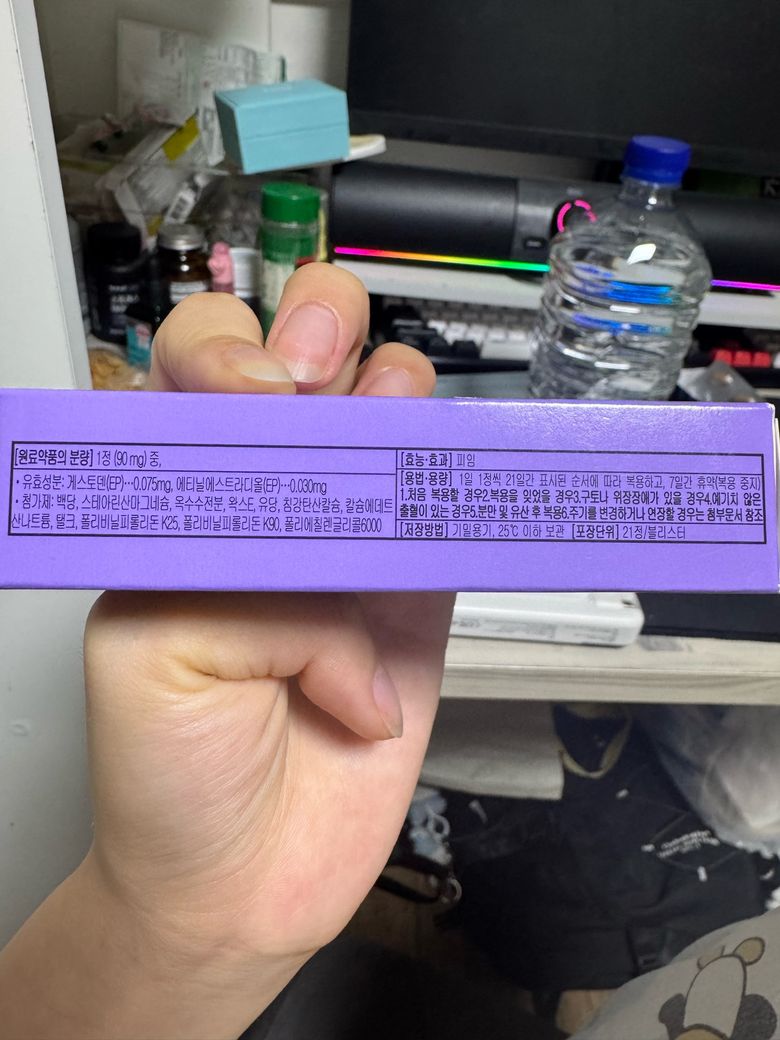 [원료약품의 분량] 1정 (90 mg) 중,
· 유효성분: 게스토덴(EP)···0.075mg, 에티닐에스트라디올(EP)···0.030mg
· 첨가제: 백당, 스테아린산마그네슘, 옥수수전분, 왁스E, 유당, 침강탄산칼슘, 칼슘에데트
산나트륨, 탤크, 폴리비닐피롤리돈 K25, 폴리비닐피롤리돈 K90, 폴리에칠렌글리콜6000
[효능·효과] 피임
[용법·용량] 1일 1정씩 21일간 표시된 순서에 따라 복용하고, 7일간 휴약(복용 중지)
1.처음 복용할 경우2.복용을 잊었을 경우3.구토나 위장장애가 있을 경우4.예기치 않은
출혈이 있는 경우5.분만 및 유산 후 복용6.주기를 변경하거나 연장할 경우는 첨부문서 참조
[저장방법] 기밀용기, 25℃ 이하 보관 [포장단위] 21정/블리스터